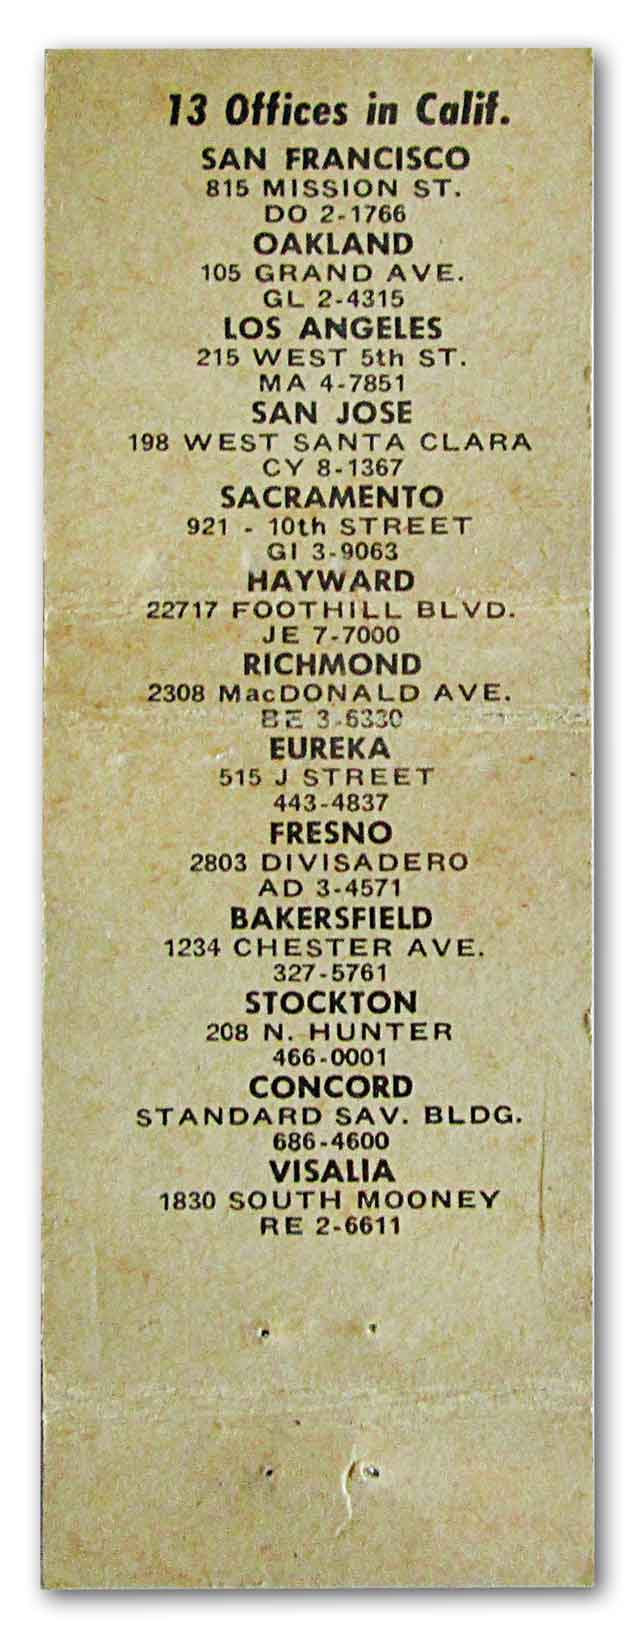 13 Offices in Calif.
SAN FRANCISCO
815 MISSION ST.
DO 2-1766
OAKLAND
105 GRAND AVE.
GL 2-4315
LOS ANGELES
215 WEST 5th ST.
MA 4-7851
SAN JOSE
198 WEST SANTA CLARA
CY 8-1367
SACRAMENTO
921 - 10th STREET
GI 3-9063
HAYWARD
22717 FOOTHILL BLVD.
JE 7-7000
RICHMOND
2308 MacDONALD AVE.
BE 3-6330
EUREKA
515 J STREET
443-4837
FRESNO
2803 DIVISADERO
AD 3-4571
BAKERSFIELD
1234 CHESTER AVE.
327-5761
STOCKTON
208 N. HUNTER
466-0001
CONCORD
STANDARD SAV. BLDG.
686-4600
VISALIA
1830 SOUTH MOONEY
RE 2-6611